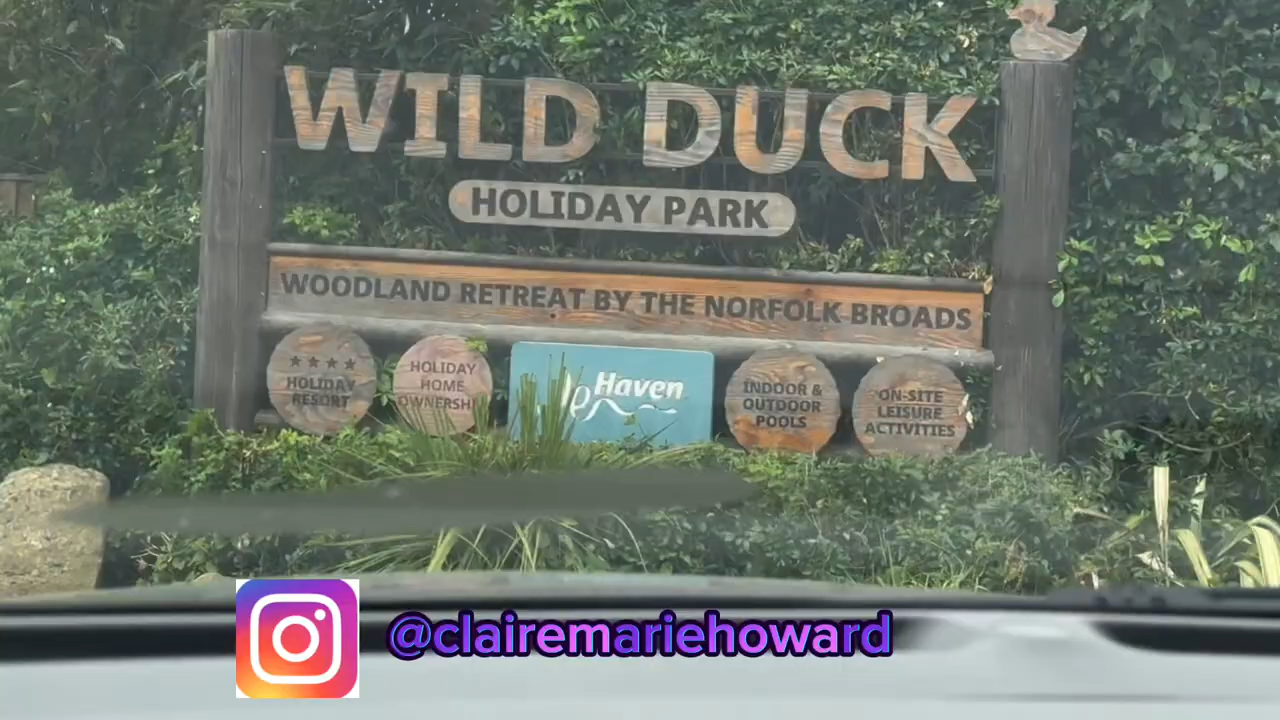 WILD DUCK
HOLIDAY PARK
WOODLAND RETREAT BY THE NORFOLK BROADS
★★★★
HOLIDAY
RESORT
HOLIDAY
HOME
OWNERSHIP
Haven
INDOOR &
OUTDOOR
POOLS
ON-SITE
LEISURE
ACTIVITIES
@clairemariehoward